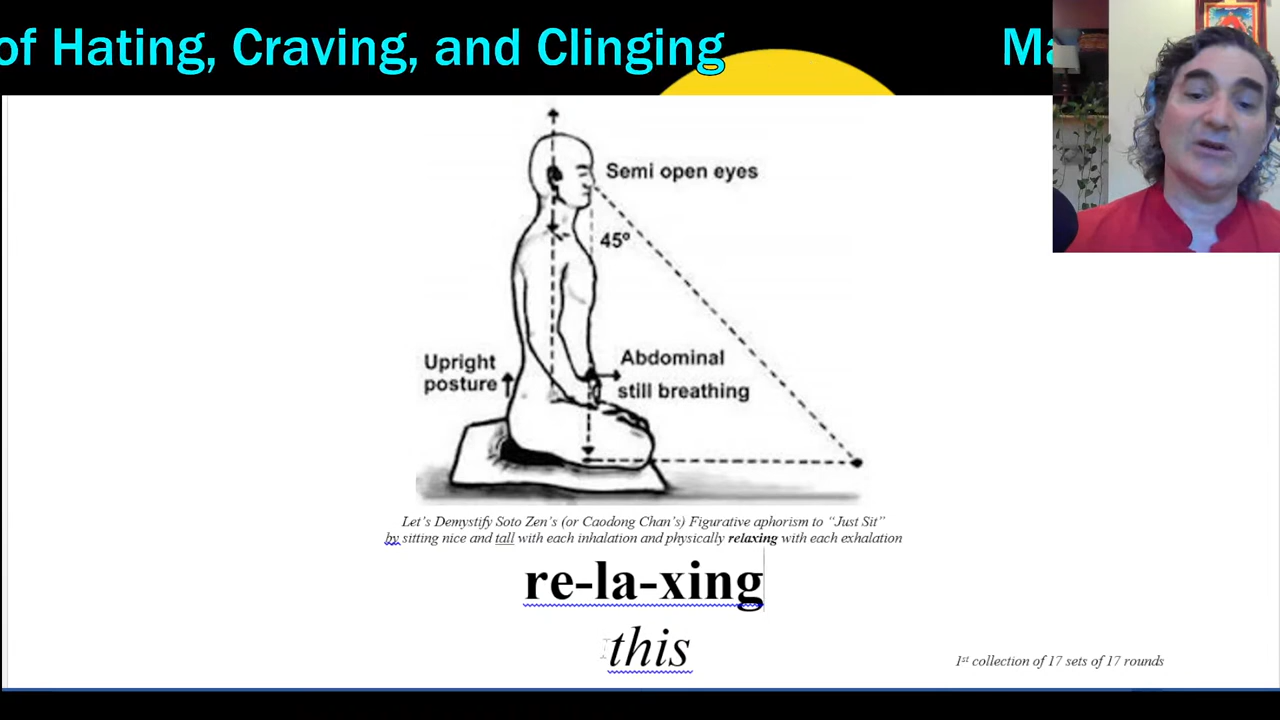 of Hating, Craving, and Clinging
Semi open eyes
45º
Upright
posture
Abdominal
still breathing
Let’s Demystify Soto Zen’s (or Caodong Chan’s) Figurative aphorism to “Just Sit”
by sitting nice and tall with each inhalation and physically relaxing with each exhalation
re-la-xing
this
1st collection of 17 sets of 17 rounds